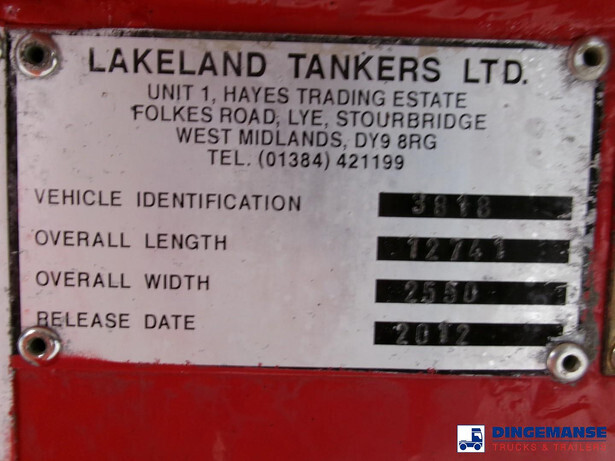 LAKELAND TANKERS LTD.
UNIT 1, HAYES TRADING ESTATE
FOLKES ROAD, LYE, STOURBRIDGE
WEST MIDLANDS, DY9 8RG
TEL. (01384) 421199
VEHICLE IDENTIFICATION 3818
OVERALL LENGTH 12741
OVERALL WIDTH 2550
RELEASE DATE 2012
DINGEMANSE
TRUCKS & TRAILERS